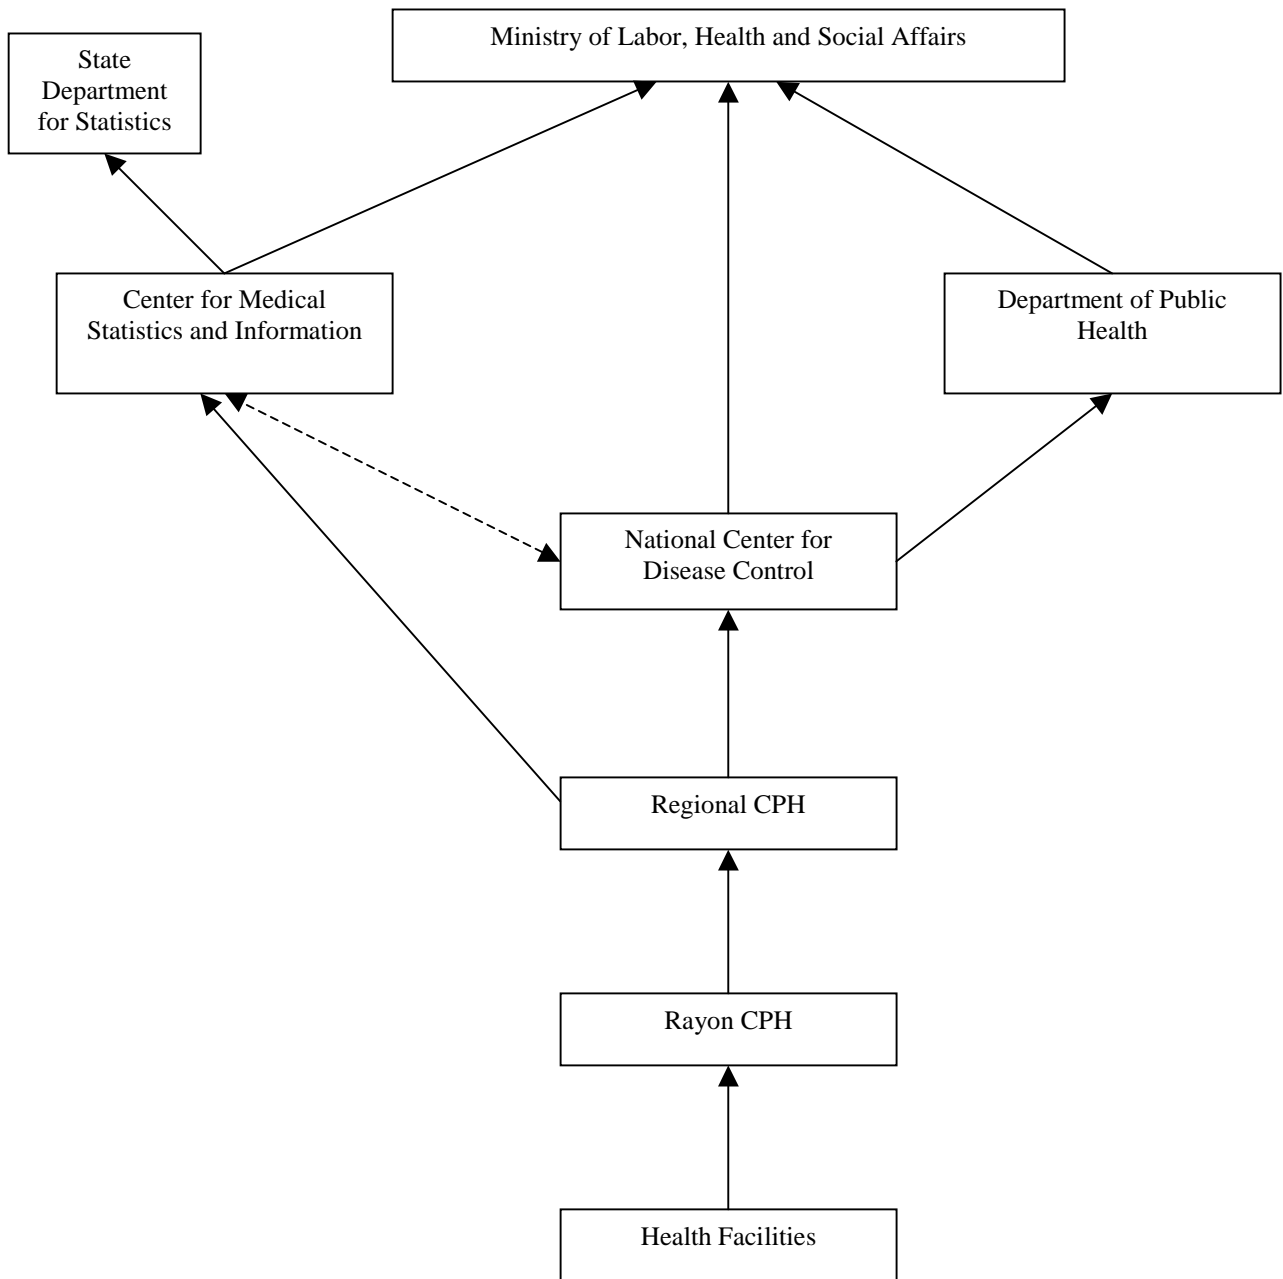 Ministry of Labor, Health and Social Affairs
State
Department
for Statistics
Center for Medical
Statistics and Information
Department of Public
Health
National Center for
Disease Control
Regional CPH
Rayon CPH
Health Facilities